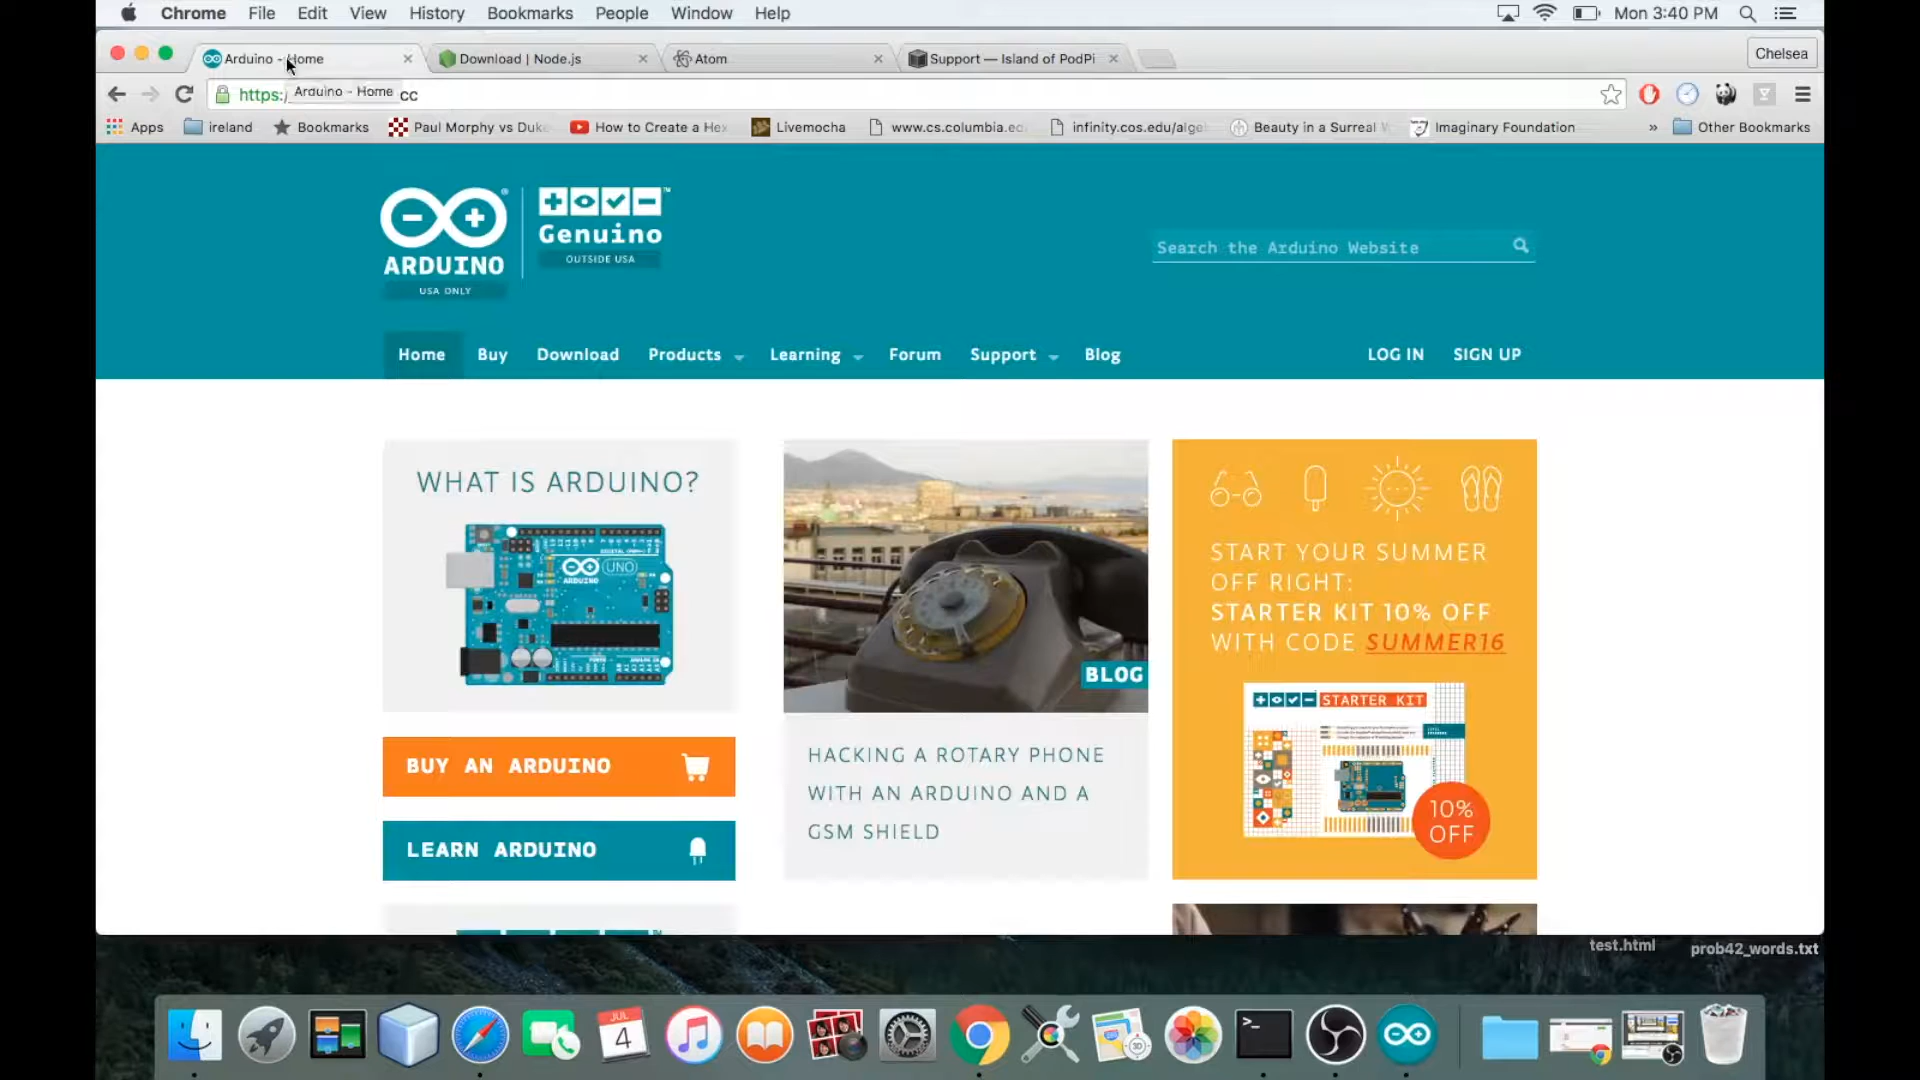 Chrome File Edit View History Bookmarks People Window Help
Mon 3:40 PM
Arduino - Home
Download | Node.js
Atom
Support — Island of PodPi
Chelsea
https:/
Arduino - Home
cc
Apps
ireland
Bookmarks
Paul Morphy vs Duke
How to Create a Hex
Livemocha
www.cs.columbia.ed
infinity.cos.edu/alge
Beauty in a Surreal W
Imaginary Foundation
»
Other Bookmarks
ARDUINO
USA ONLY
Genuino
OUTSIDE USA
Search the Arduino Website
Home Buy Download Products Learning Forum Support Blog
LOG IN SIGN UP
WHAT IS ARDUINO?
ARDUINO
UNO
BUY AN ARDUINO
LEARN ARDUINO
BLOG
HACKING A ROTARY PHONE
WITH AN ARDUINO AND A
GSM SHIELD
START YOUR SUMMER
OFF RIGHT:
STARTER KIT 10% OFF
WITH CODE SUMMER16
STARTER KIT
10%
OFF
test.html
prob42_words.txt
JUL
4
3D